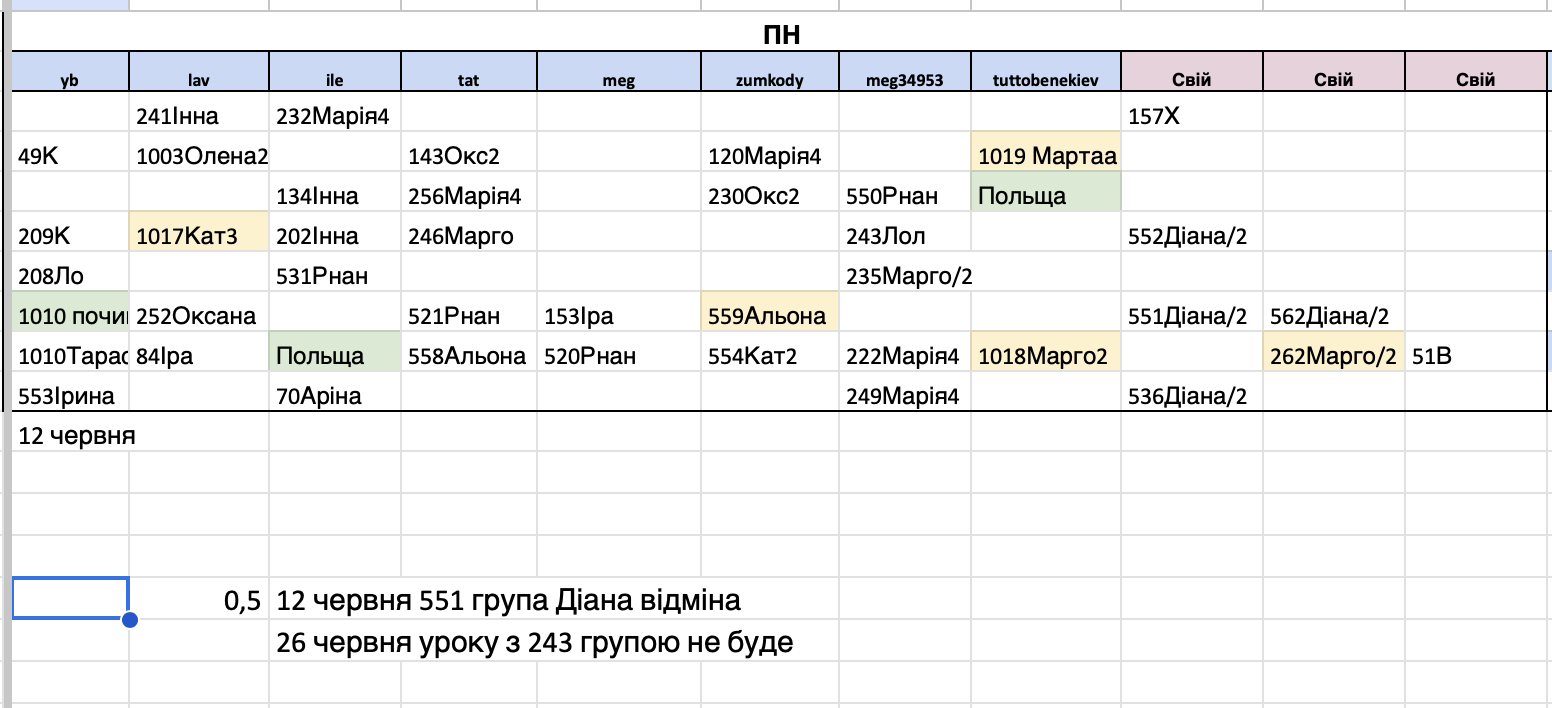 ПН
yb lav ile tat meg zumkody meg34953 tuttobenekiev Свій Свій Свій
241Інна 232Марія4 157Х
49К 1003Олена2 143Окс2 120Марія4 1019 Мартаа
134Інна 256Марія4 230Окс2 550Рнан Польща
209К 1017Кат3 202Інна 246Марго 243Лол 552Діана/2
208Ло 531Рнан 235Марго/2
1010 252Оксана 521Рнан 153Іра 559Альона 551Діана/2 562Діана/2
1010Тарас 84Іра Польща 558Альона 520Рнан 554Кат2 222Марія4 1018Марго2 262Марго/2 51В
553Ірина 70Аріна 249Марія4 536Діана/2
12 червня
0,5 12 червня 551 група Діана відміна
26 червня уроку з 243 групою не буде